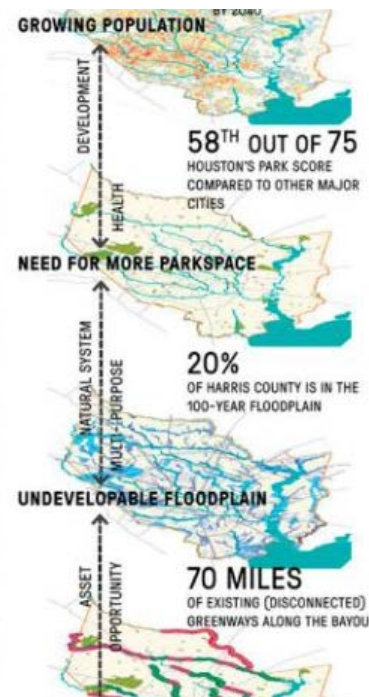 BY 2040
GROWING POPULATION
DEVELOPMENT
58TH OUT OF 75
HOUSTON'S PARK SCORE
COMPARED TO OTHER MAJOR
CITIES
HEALTH
NEED FOR MORE PARKSPACE
NATURAL SYSTEM
MULTI-PURPOSE
20%
OF HARRIS COUNTY IS IN THE
100-YEAR FLOODPLAIN
UNDEVELOPABLE FLOODPLAIN
ASSET
OPPORTUNITY
70 MILES
OF EXISTING (DISCONNECTED)
GREENWAYS ALONG THE BAYOU